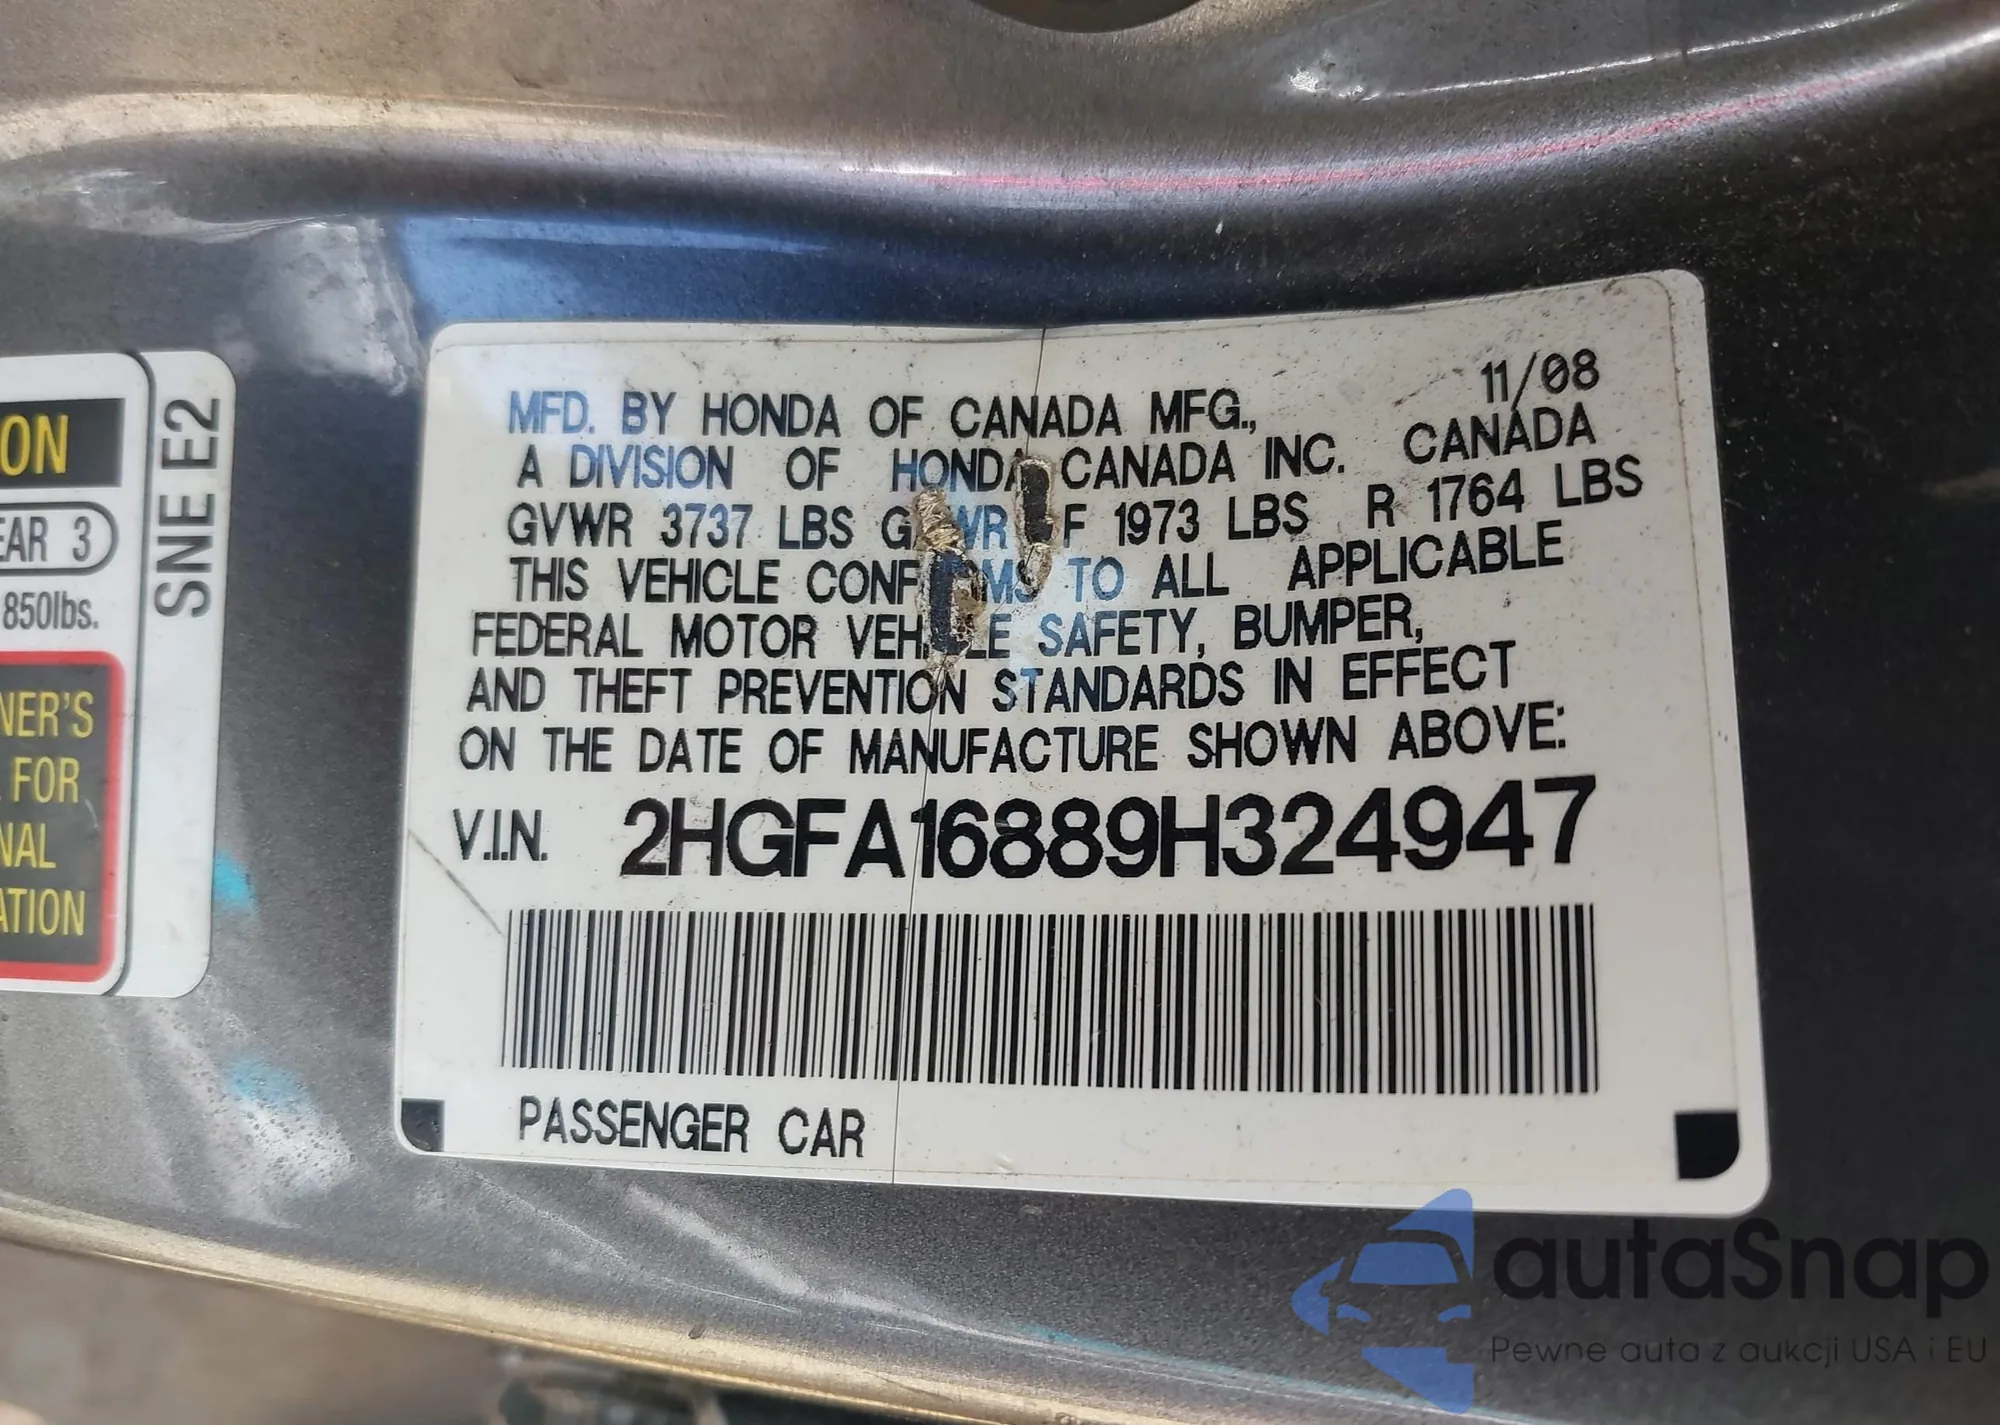 ON
EAR 3
850lbs.
NER'S
FOR
NAL
ATION
SNE E2
11/08
MFD. BY HONDA OF CANADA MFG.,
A DIVISION OF HONDA CANADA INC. CANADA
GVWR 3737 LBS GAWR F 1973 LBS R 1764 LBS
THIS VEHICLE CONFORMS TO ALL APPLICABLE
FEDERAL MOTOR VEHICLE SAFETY, BUMPER,
AND THEFT PREVENTION STANDARDS IN EFFECT
ON THE DATE OF MANUFACTURE SHOWN ABOVE:
V.I.N. 2HGFA16889H324947
PASSENGER CAR
autaSnap
Pewne auta z aukcji USA i EU